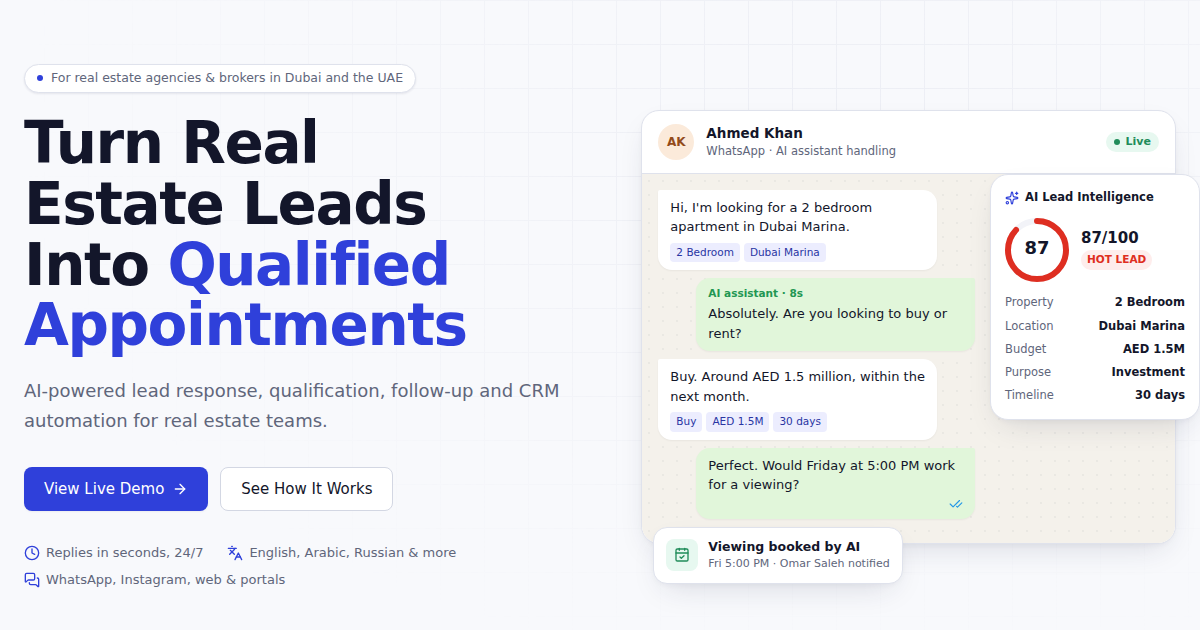 For real estate agencies & brokers in Dubai and the UAE
Turn Real
Estate Leads
Into Qualified
Appointments
AI-powered lead response, qualification, follow-up and CRM
automation for real estate teams.
View Live Demo
See How It Works
Replies in seconds, 24/7
English, Arabic, Russian & more
WhatsApp, Instagram, web & portals
AK
Ahmed Khan
WhatsApp · AI assistant handling
Live
Hi, I'm looking for a 2 bedroom
apartment in Dubai Marina.
2 Bedroom
Dubai Marina
AI assistant · 8s
Absolutely. Are you looking to buy or
rent?
Buy. Around AED 1.5 million, within the
next month.
Buy
AED 1.5M
30 days
Perfect. Would Friday at 5:00 PM work
for a viewing?
Viewing booked by AI
Fri 5:00 PM · Omar Saleh notified
AI Lead Intelligence
87
87/100
HOT LEAD
Property 2 Bedroom
Location Dubai Marina
Budget AED 1.5M
Purpose Investment
Timeline 30 days